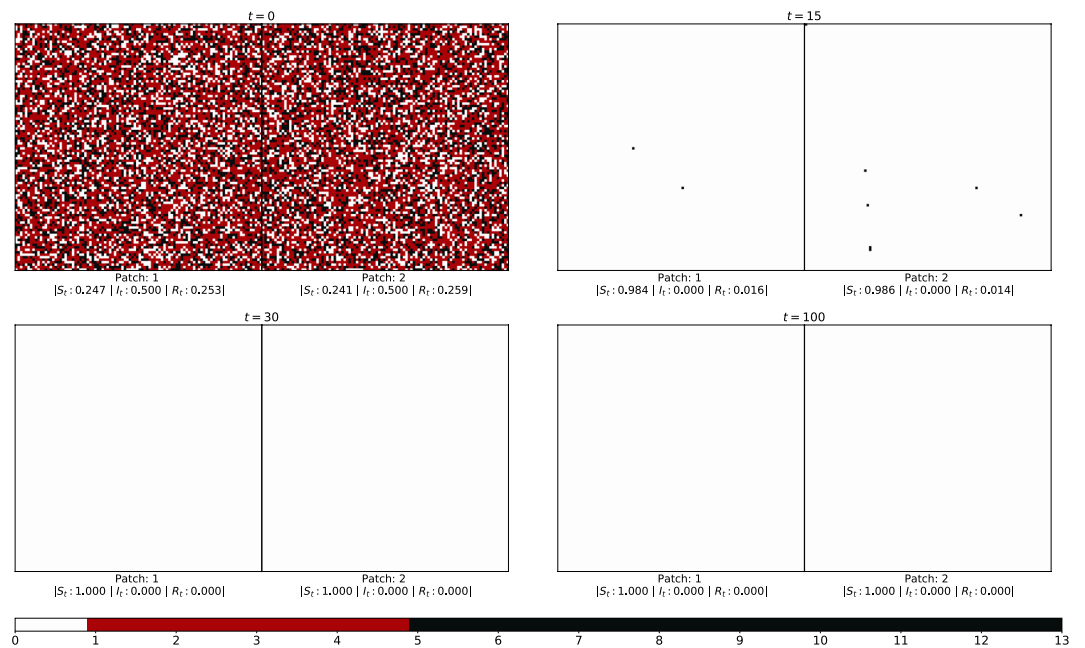 t = 0
t = 15
Patch: 1
Patch: 2
Patch: 1
Patch: 2
|S_t : 0.247 | I_t : 0.500 | R_t : 0.253|
|S_t : 0.241 | I_t : 0.500 | R_t : 0.259|
|S_t : 0.984 | I_t : 0.000 | R_t : 0.016|
|S_t : 0.986 | I_t : 0.000 | R_t : 0.014|
t = 30
t = 100
Patch: 1
Patch: 2
Patch: 1
Patch: 2
|S_t : 1.000 | I_t : 0.000 | R_t : 0.000|
|S_t : 1.000 | I_t : 0.000 | R_t : 0.000|
|S_t : 1.000 | I_t : 0.000 | R_t : 0.000|
|S_t : 1.000 | I_t : 0.000 | R_t : 0.000|
0 1 2 3 4 5 6 7 8 9 10 11 12 13